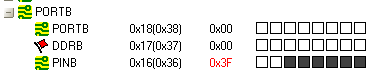 PORTB
PORTB 0x18(0x38) 0x00
DDRB 0x17(0x37) 0x00
PINB 0x16(0x36) 0x3F